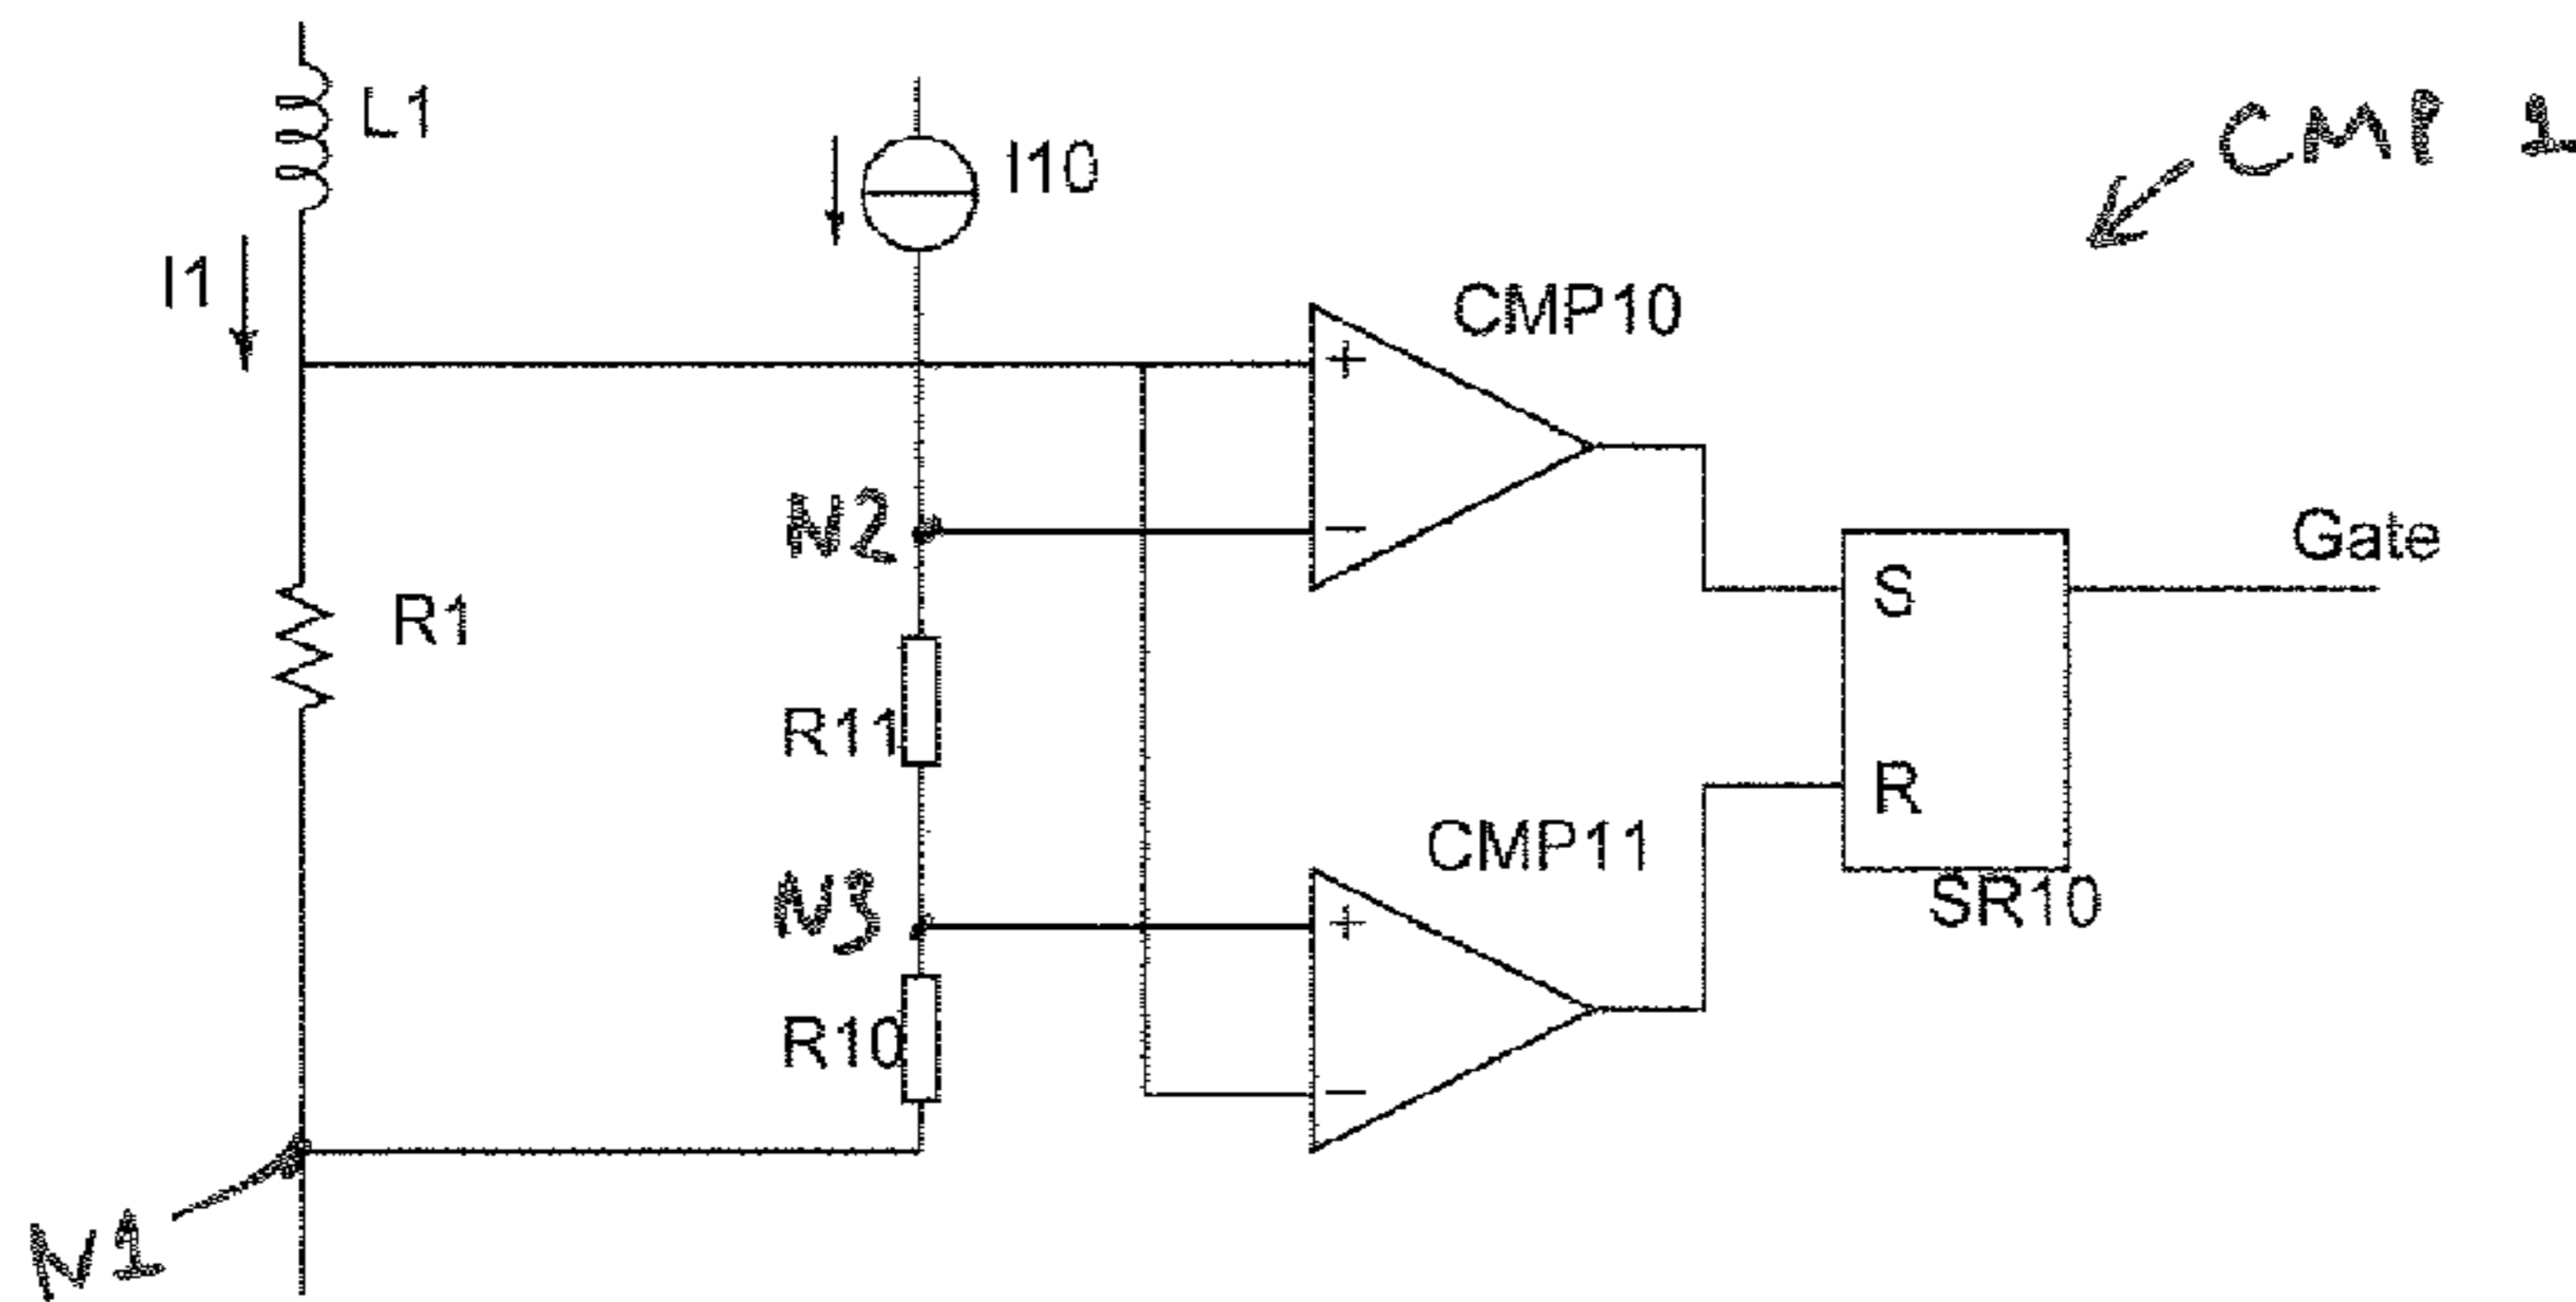 L1
I10
CMP 1
I1
CMP10
+
N2
−
Gate
S
R1
R11
R
CMP11
N3
+
SR10
R10
−
N1